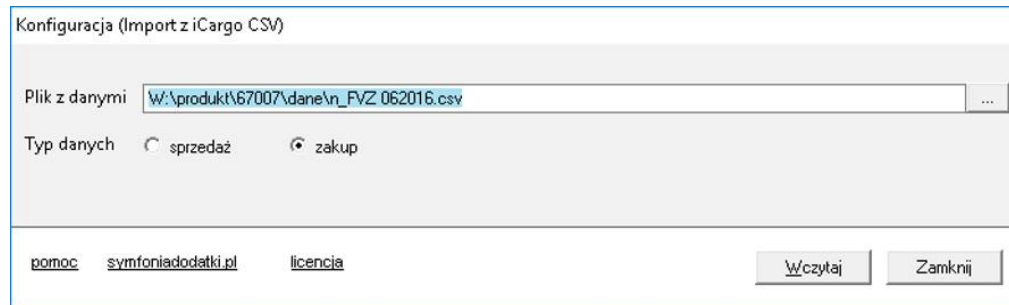 Konfiguracja (Import z iCargo CSV)
Plik z danymi W:\produkt\67007\dane\n_FVZ 062016.csv ...
Typ danych sprzedaż zakup
pomoc symfoniadodatki.pl licencja Wczytaj Zamknij